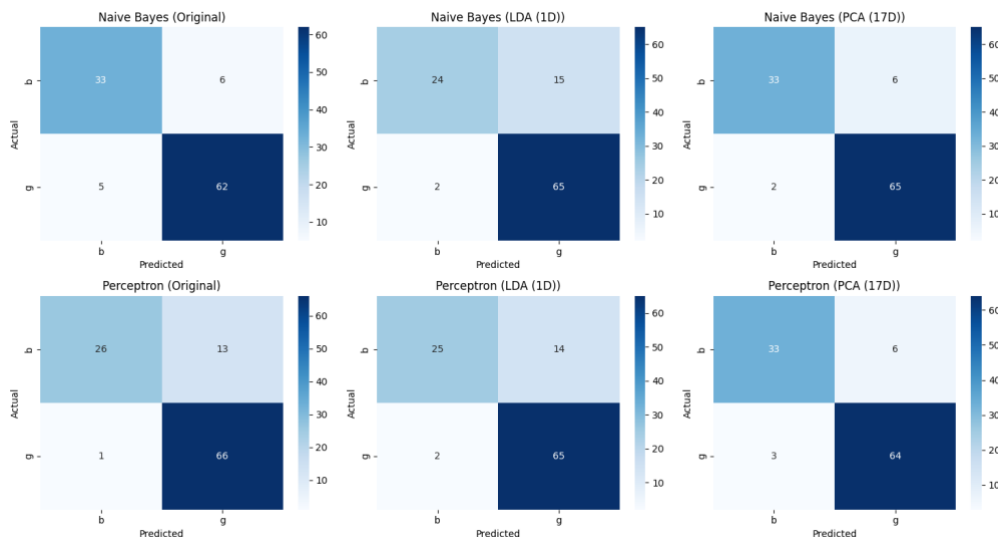 Naive Bayes (Original)
Naive Bayes (LDA (1D))
Naive Bayes (PCA (17D))
Actual
b
g
33
6
5
62
b
g
Predicted
60
50
40
30
20
10
Actual
b
g
24
15
2
65
b
g
Predicted
60
50
40
30
20
10
Actual
b
g
33
6
2
65
b
g
Predicted
60
50
40
30
20
10
Perceptron (Original)
Perceptron (LDA (1D))
Perceptron (PCA (17D))
Actual
b
g
26
13
1
66
b
g
Predicted
60
50
40
30
20
10
Actual
b
g
25
14
2
65
b
g
Predicted
60
50
40
30
20
10
Actual
b
g
33
6
3
64
b
g
Predicted
60
50
40
30
20
10